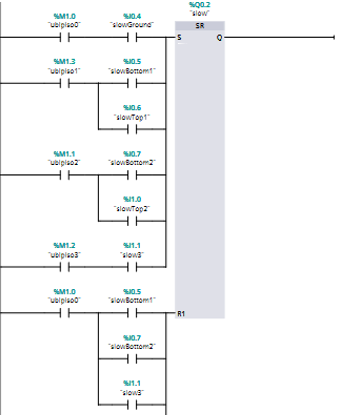 %Q0.2
"slow"
%M1.0 %I0.4 SR
"ubipiso0" "slowGround" S Q
%M1.3 %I0.5
"ubipiso1" "slowBottom1"
%I0.6
"slowTop1"
%M1.1 %I0.7
"ubipiso2" "slowBottom2"
%I1.0
"slowTop2"
%M1.2 %I1.1
"ubipiso3" "slow3"
%M1.0 %I0.5
"ubipiso0" "slowBottom1" R1
%I0.7
"slowBottom2"
%I1.1
"slow3"